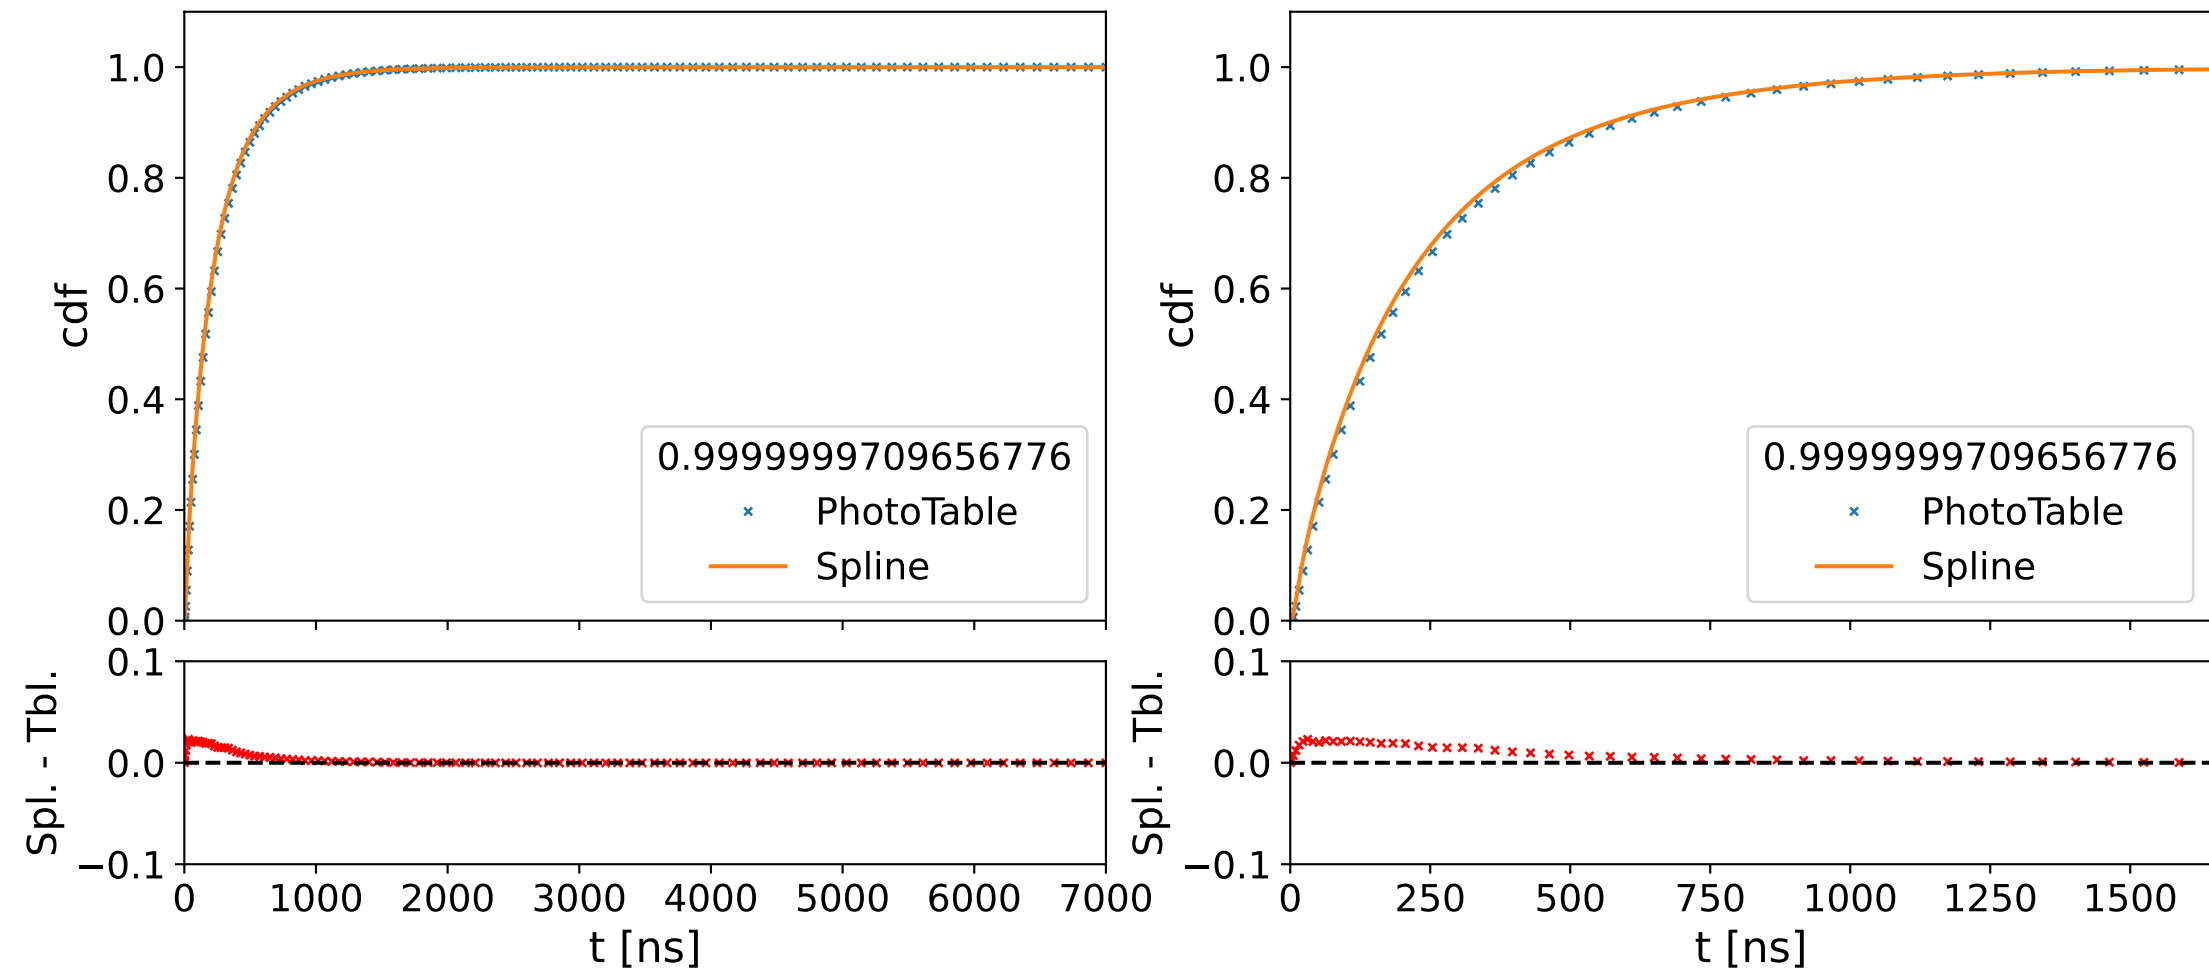 1.0
0.8
0.6
0.4
0.2
0.0
cdf
0.99999999709656776
PhotoTable
Spline
0.1
0.0
−0.1
Spl. - Tbl.
0 1000 2000 3000 4000 5000 6000 7000
t [ns]
1.0
0.8
0.6
0.4
0.2
0.0
cdf
0.9999999709656776
PhotoTable
Spline
0.1
0.0
−0.1
Spl. - Tbl.
0 250 500 750 1000 1250 1500
t [ns]